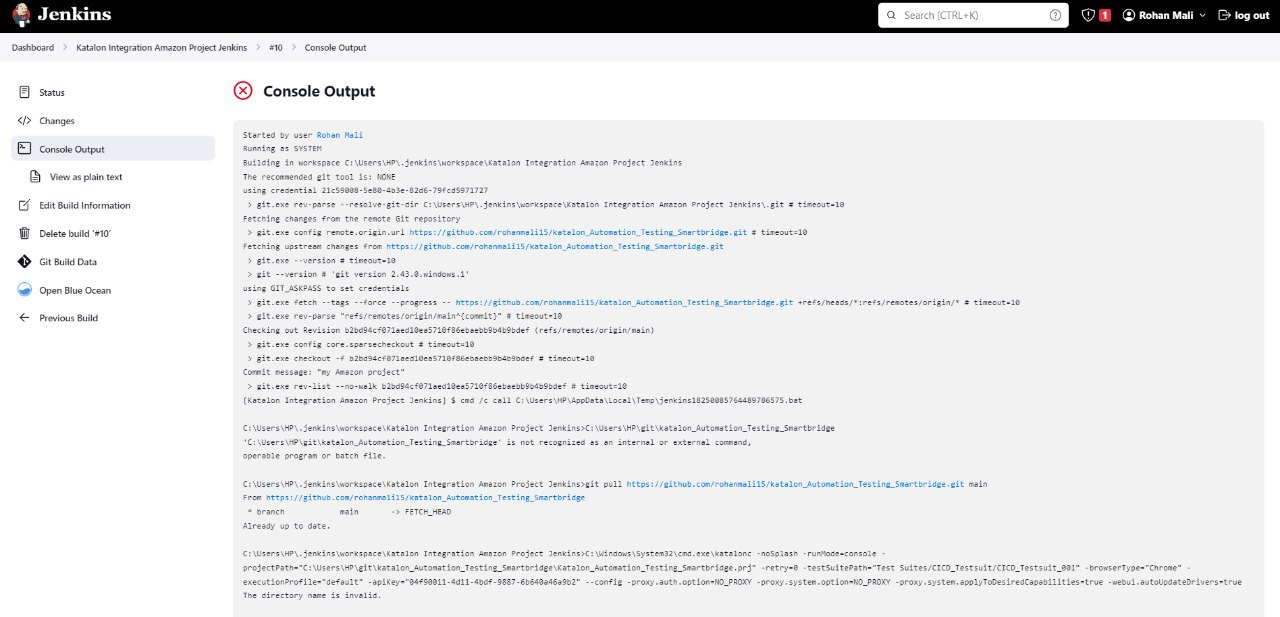 Jenkins
Search (CTRL+K)
1
Rohan Mali
log out
Dashboard > Katalon Integration Amazon Project Jenkins > #10 > Console Output
Status
Changes
Console Output
View as plain text
Edit Build Information
Delete build '#10'
Git Build Data
Open Blue Ocean
Previous Build
Console Output
Started by user Rohan Mali
Running as SYSTEM
Building in workspace C:\Users\HP\.jenkins\workspace\Katalon Integration Amazon Project Jenkins
The recommended git tool is: NONE
using credential 21c59008-5e80-4b3e-82d6-79fcd5971727
> git.exe rev-parse --resolve-git-dir C:\Users\HP\.jenkins\workspace\Katalon Integration Amazon Project Jenkins\.git # timeout=10
Fetching changes from the remote Git repository
> git.exe config remote.origin.url https://github.com/rohanmali15/katalon_Automation_Testing_Smartbridge.git # timeout=10
Fetching upstream changes from https://github.com/rohanmali15/katalon_Automation_Testing_Smartbridge.git
> git.exe --version # timeout=10
> git --version # 'git version 2.43.0.windows.1'
using GIT_ASKPASS to set credentials
> git.exe fetch --tags --force --progress -- https://github.com/rohanmali15/katalon_Automation_Testing_Smartbridge.git +refs/heads/*:refs/remotes/origin/* # timeout=10
> git.exe rev-parse "refs/remotes/origin/main^{commit}" # timeout=10
Checking out Revision b2bd94cf071aed10ea5710f86ebaebb9b4b9bdef (refs/remotes/origin/main)
> git.exe config core.sparsecheckout # timeout=10
> git.exe checkout -f b2bd94cf071aed10ea5710f86ebaebb9b4b9bdef # timeout=10
Commit message: "my Amazon project"
> git.exe rev-list --no-walk b2bd94cf071aed10ea5710f86ebaebb9b4b9bdef # timeout=10
[Katalon Integration Amazon Project Jenkins] $ cmd /c call C:\Users\HP\AppData\Local\Temp\jenkins18250085764489786575.bat
C:\Users\HP\.jenkins\workspace\Katalon Integration Amazon Project Jenkins>C:\Users\HP\git\katalon_Automation_Testing_Smartbridge
'C:\Users\HP\git\katalon_Automation_Testing_Smartbridge' is not recognized as an internal or external command,
operable program or batch file.
C:\Users\HP\.jenkins\workspace\Katalon Integration Amazon Project Jenkins>git pull https://github.com/rohanmali15/katalon_Automation_Testing_Smartbridge.git main
From https://github.com/rohanmali15/katalon_Automation_Testing_Smartbridge
* branch            main       -> FETCH_HEAD
Already up to date.
C:\Users\HP\.jenkins\workspace\Katalon Integration Amazon Project Jenkins>C:\Windows\System32\cmd.exe\katalonc -noSplash -runMode=console -
projectPath="C:\Users\HP\git\katalon_Automation_Testing_Smartbridge\Katalon_Automation_Testing_Smartbridge.prj" -retry=0 -testSuitePath="Test Suites/CICD_Testsuit/CICD_Testsuit_001" -browserType="Chrome" -
executionProfile="default" -apiKey="04f90011-4d11-4bdf-9887-6b640a46a9b2" --config -proxy.auth.option=NO_PROXY -proxy.system.option=NO_PROXY -proxy.system.applyToDesiredCapabilities=true -webui.autoUpdateDrivers=true
The directory name is invalid.